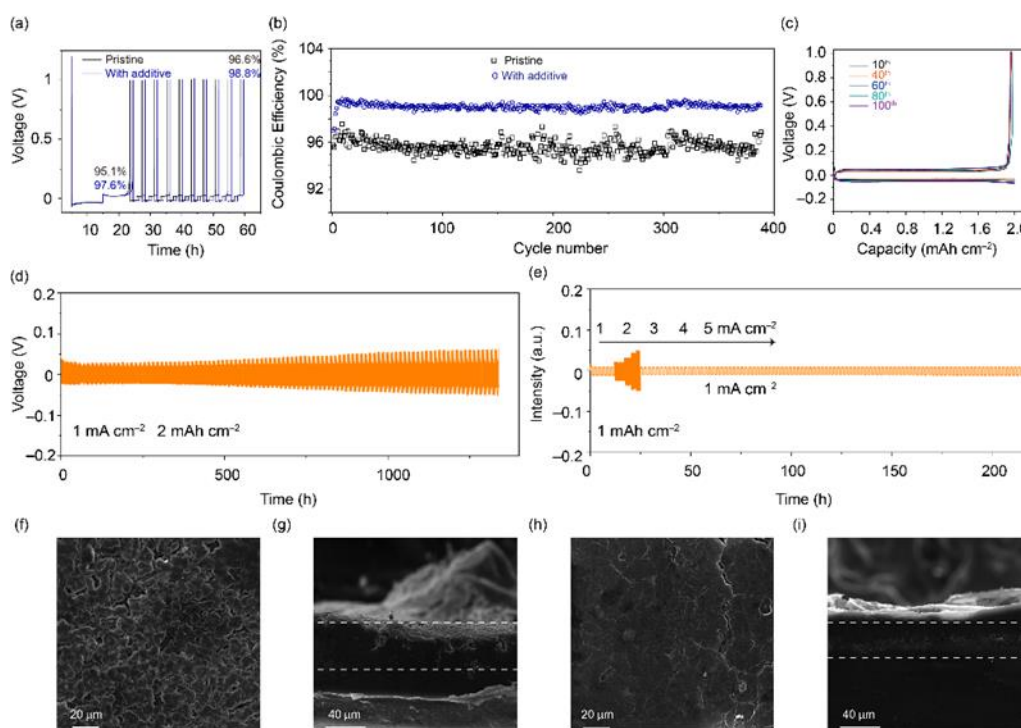 (a)
Pristine 96.6%
With additive 98.8%
95.1%
97.6%
1
0
Voltage (V)
10 20 30 40 50 60
Time (h)
(b)
104
100
96
92
Coulombic Efficiency (%)
Pristine
With additive
0 100 200 300 400
Cycle number
(c)
1.0
0.8
0.6
0.4
0.2
0.0
–0.2
Voltage (V)
10th
40th
60th
80th
100th
0 0.4 0.8 1.2 1.6 2.0
Capacity (mAh cm–2)
(d)
0.2
0.1
0
–0.1
–0.2
Voltage (V)
1 mA cm–2 2 mAh cm–2
0 500 1000
Time (h)
(e)
0.2
0.1
0
–0.1
–0.2
Intensity (a.u.)
1 2 3 4 5 mA cm–2
1 mA cm–2
1 mAh cm–2
0 50 100 150 200
Time (h)
(f)
20 µm
(g)
40 µm
(h)
20 µm
(i)
40 µm